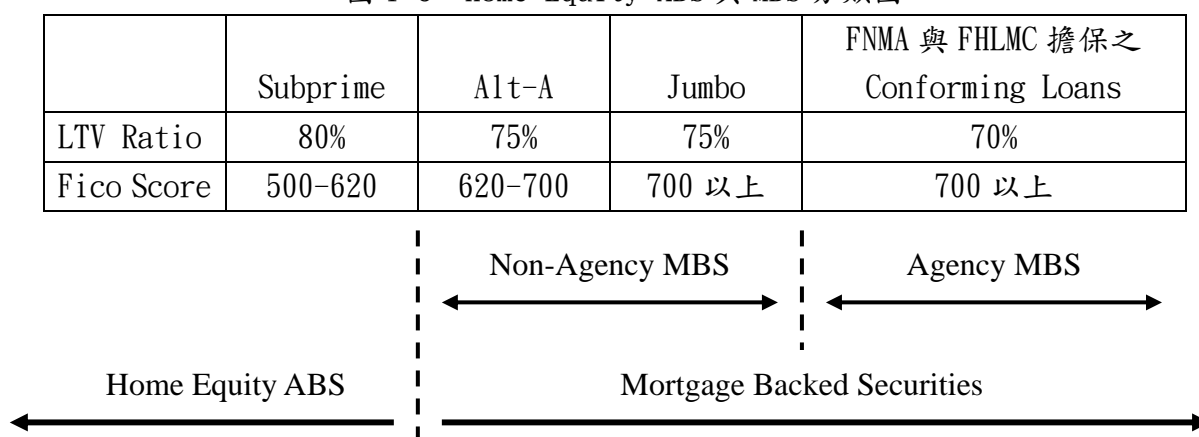 FNMA 與 FHLMC 擔保之
Subprime Alt-A Jumbo Conforming Loans
LTV Ratio 80% 75% 75% 70%
Fico Score 500-620 620-700 700 以上 700 以上
Non-Agency MBS Agency MBS
Home Equity ABS Mortgage Backed Securities